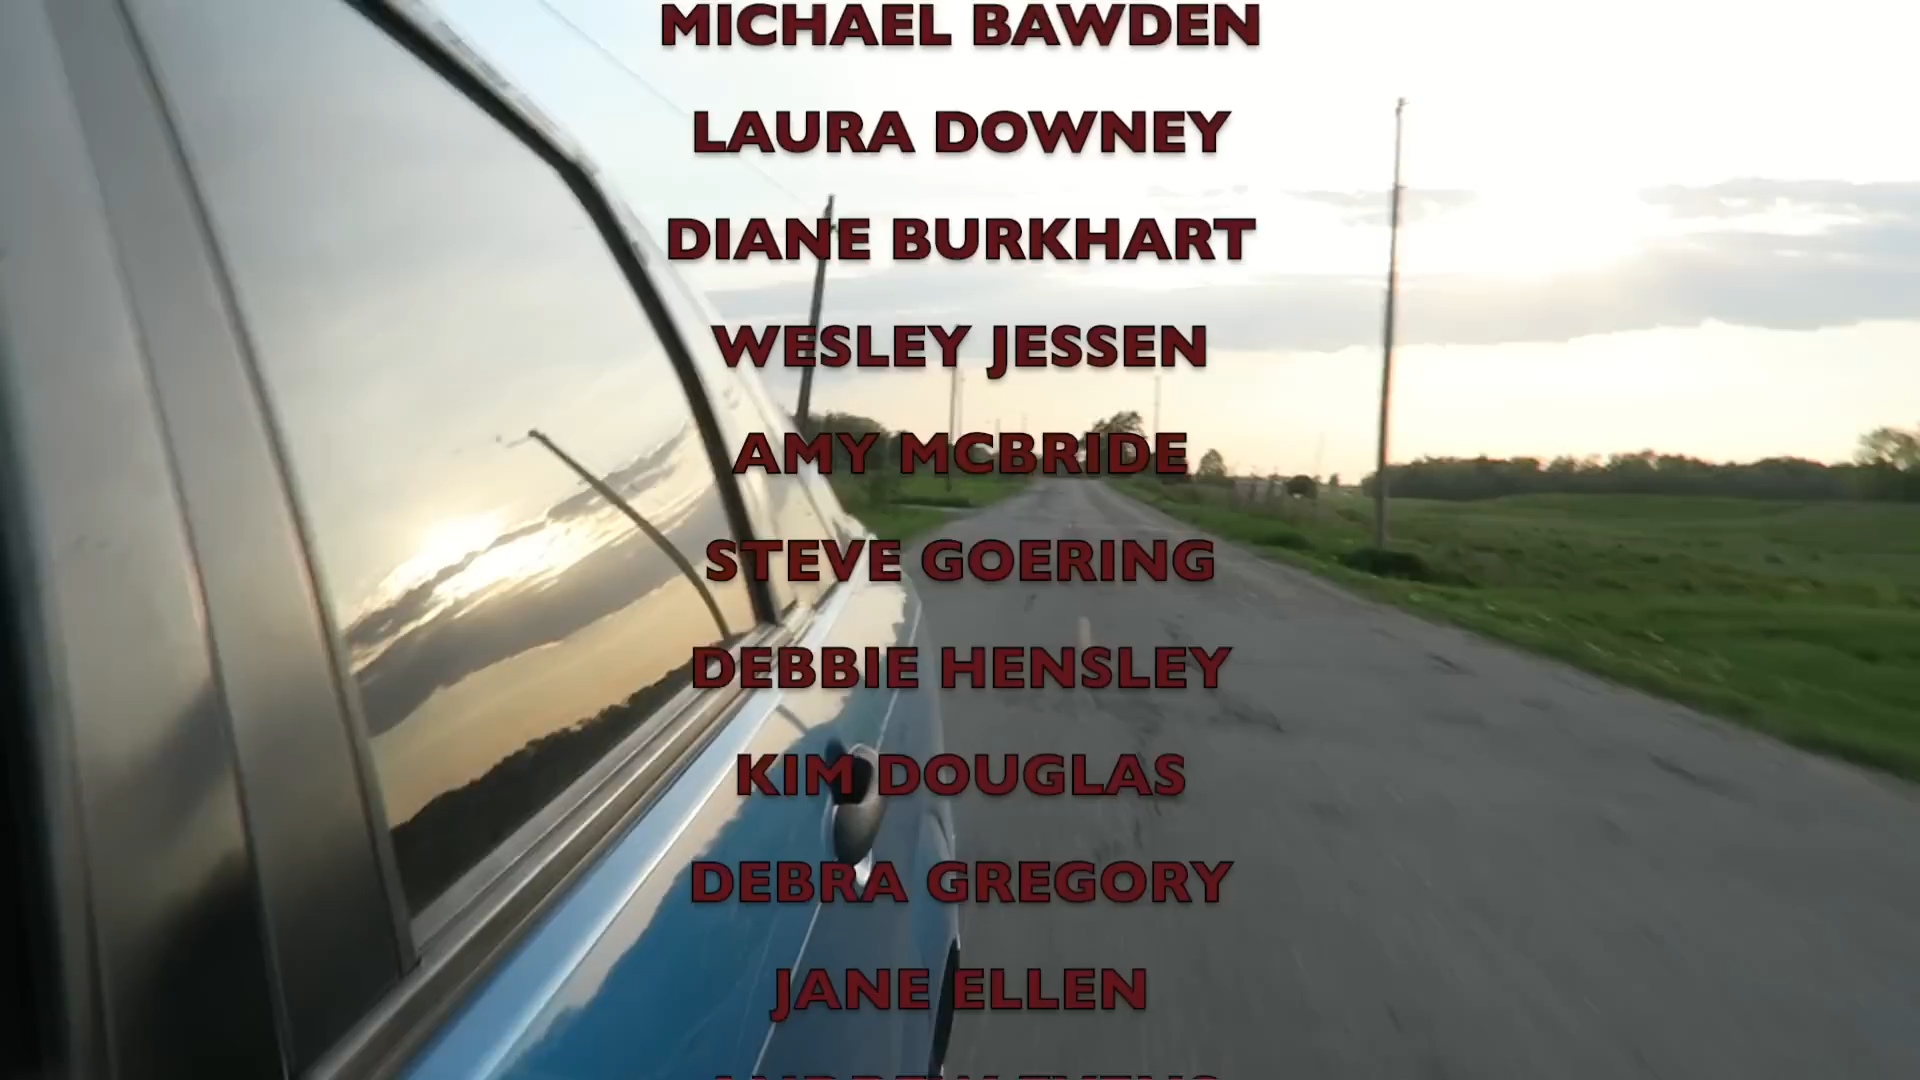 MICHAEL BAWDEN
LAURA DOWNEY
DIANE BURKHART
WESLEY JESSEN
AMY MCBRIDE
STEVE GOERING
DEBBIE HENSLEY
KIM DOUGLAS
DEBRA GREGORY
JANE ELLEN